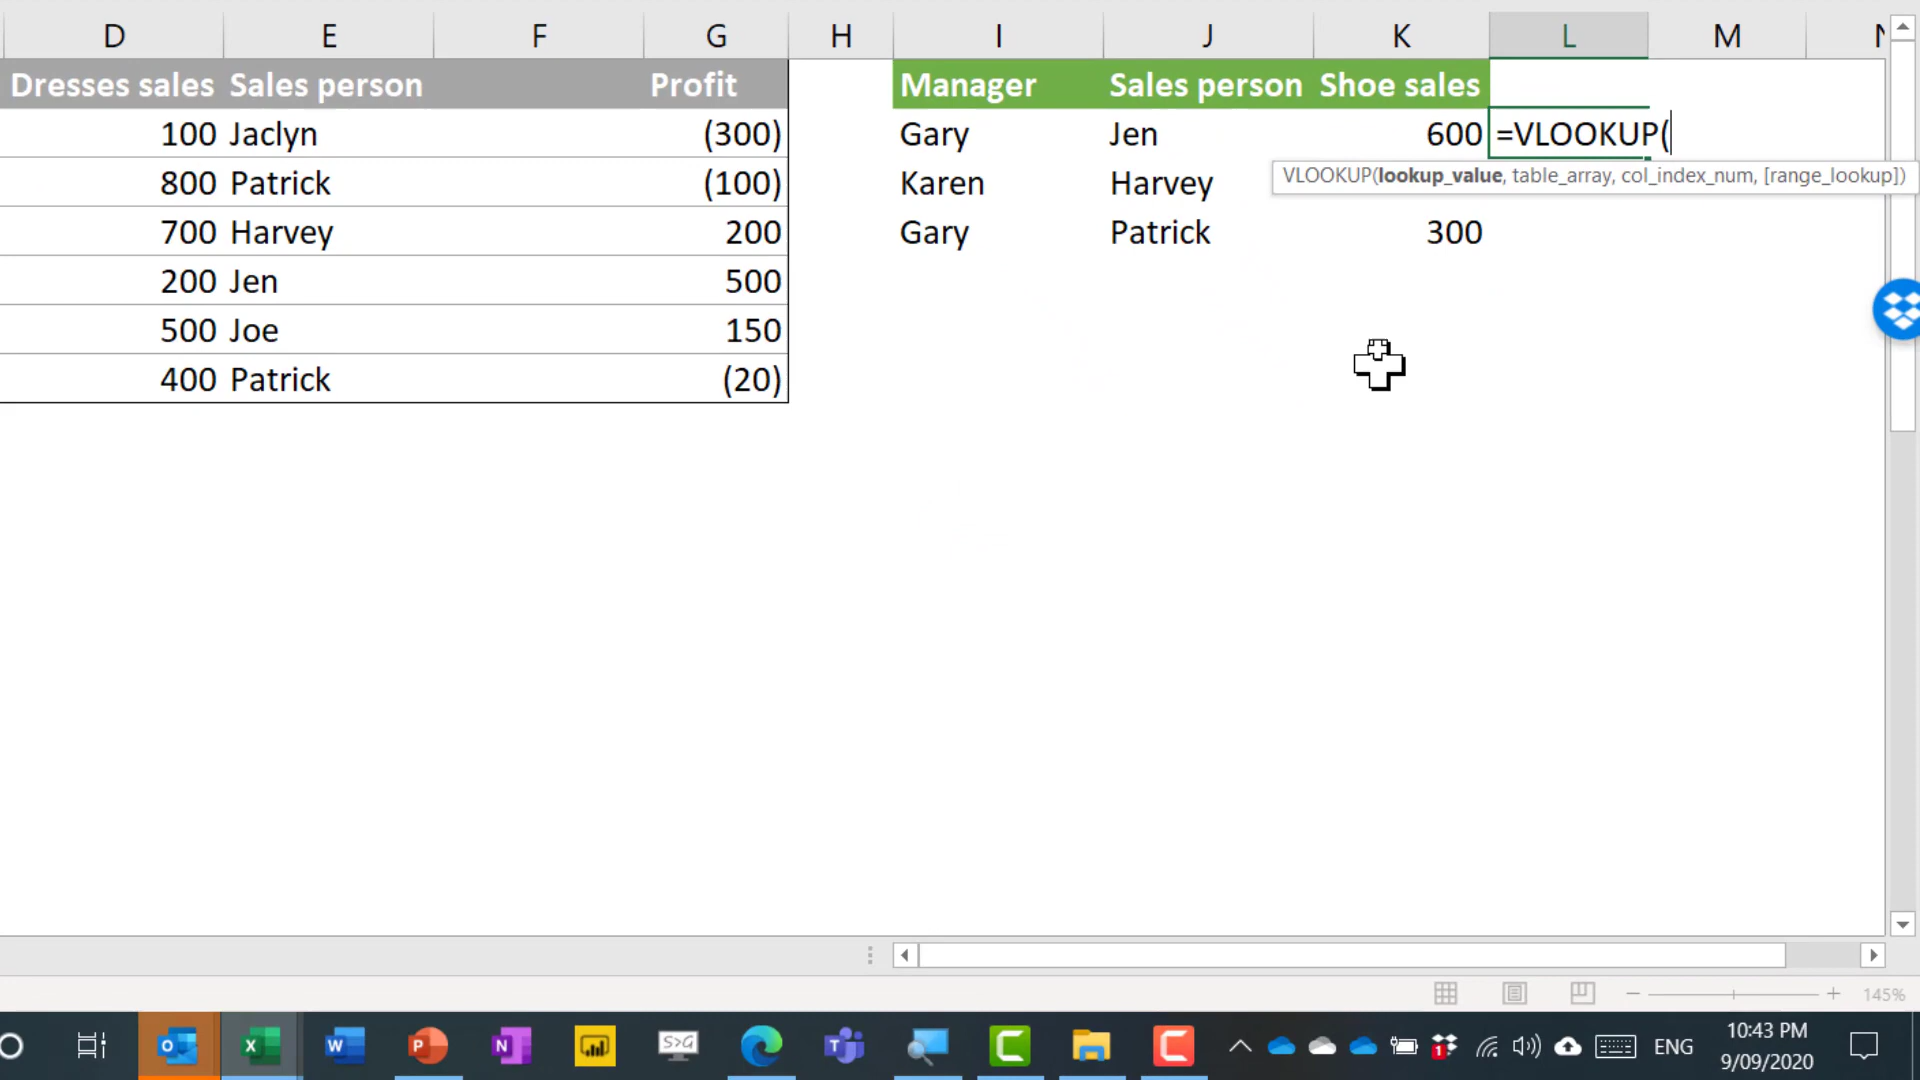 D E F G H I J K L M
Dresses sales Sales person Profit Manager Sales person Shoe sales
100 Jaclyn (300) Gary Jen 600 =VLOOKUP(
800 Patrick (100) Karen Harvey
VLOOKUP(lookup_value, table_array, col_index_num, [range_lookup])
700 Harvey 200 Gary Patrick 300
200 Jen 500
500 Joe 150
400 Patrick (20)
145%
S>G
1
ENG
10:43 PM
9/09/2020